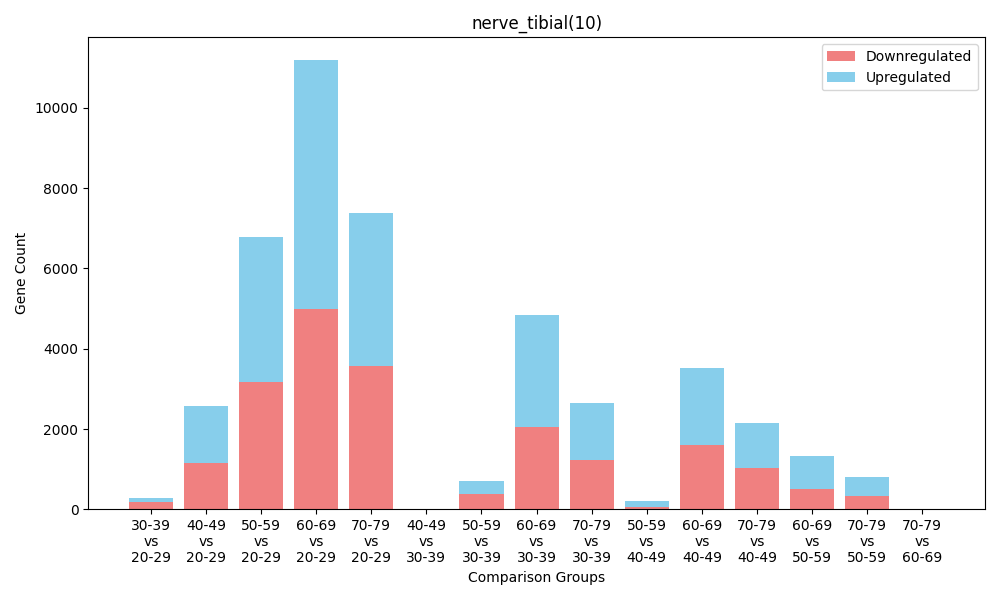 nerve_tibial(10)
Downregulated
Upregulated
Gene Count
10000
8000
6000
4000
2000
0
30-39 vs 20-29
40-49 vs 20-29
50-59 vs 20-29
60-69 vs 20-29
70-79 vs 20-29
40-49 vs 30-39
50-59 vs 30-39
60-69 vs 30-39
70-79 vs 30-39
50-59 vs 40-49
60-69 vs 40-49
70-79 vs 40-49
60-69 vs 50-59
70-79 vs 50-59
70-79 vs 60-69
Comparison Groups